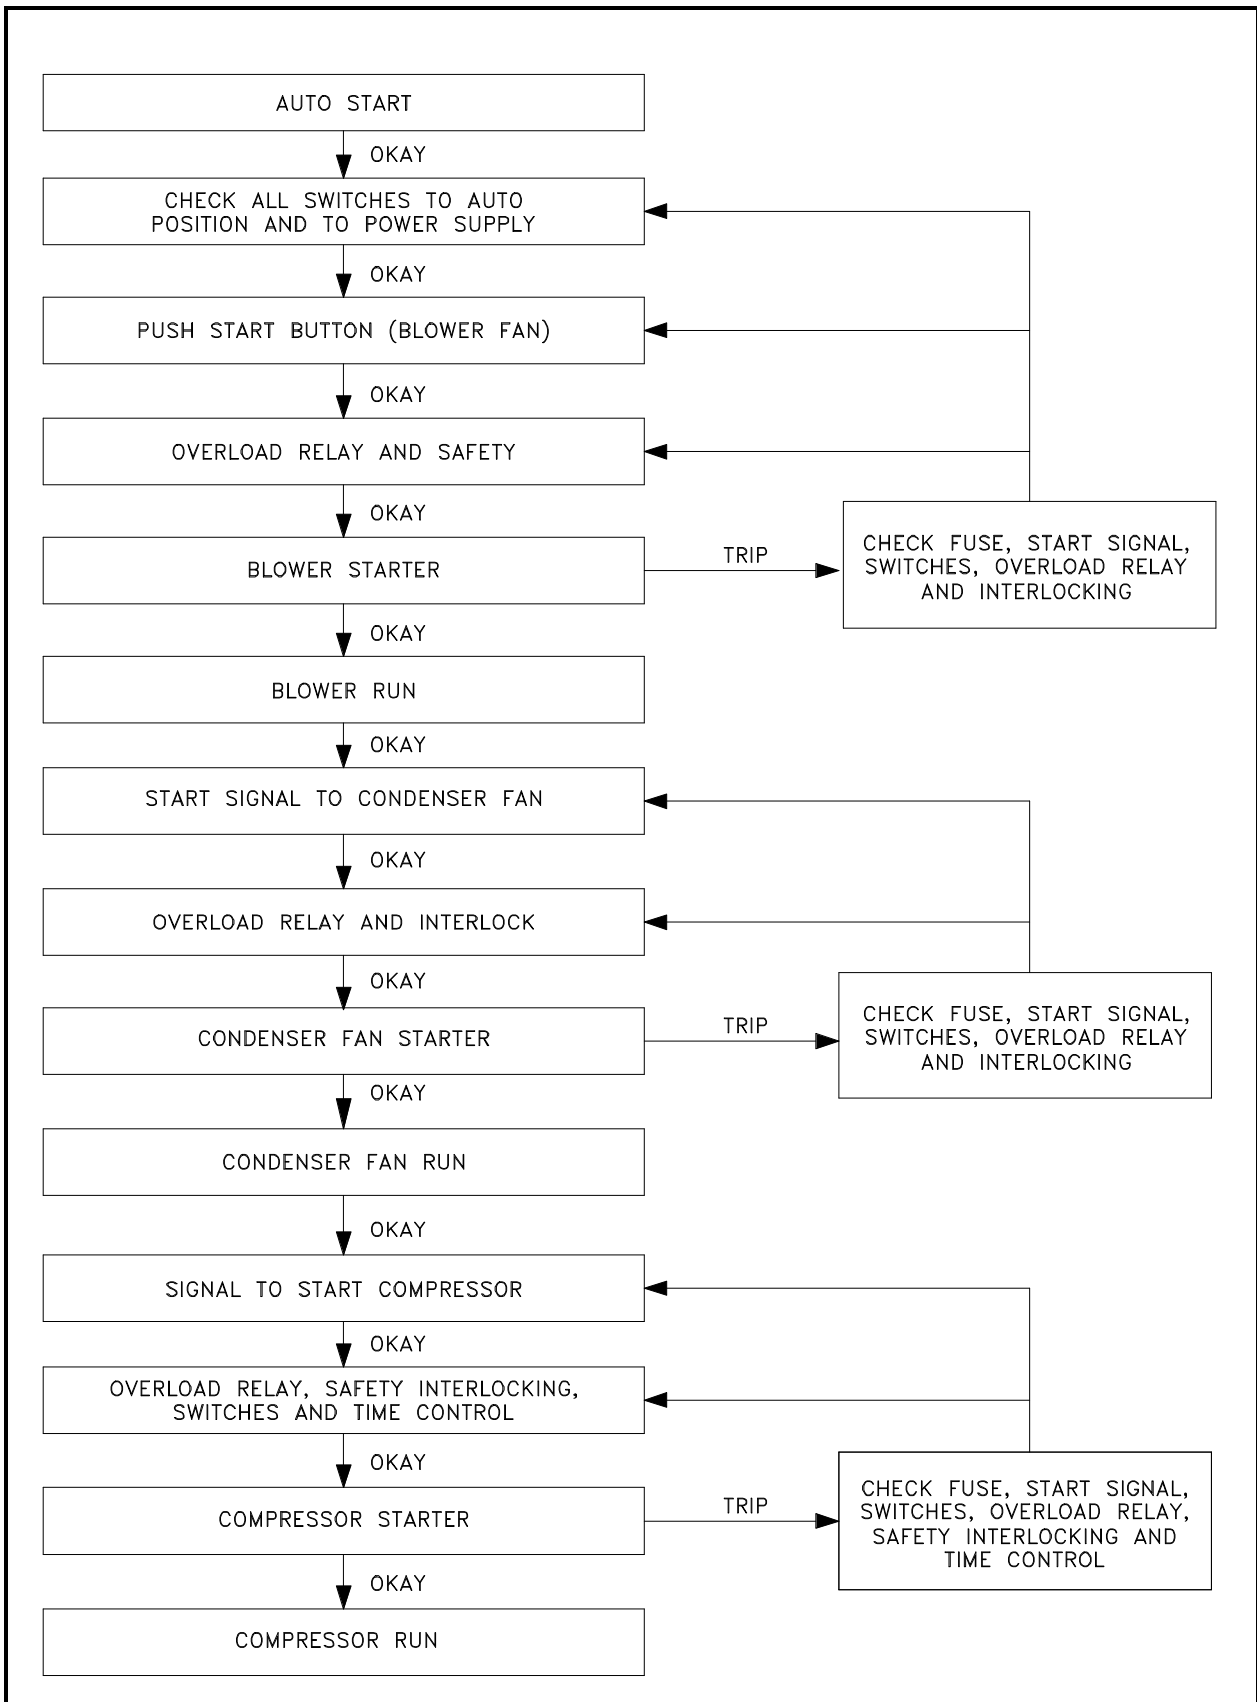 AUTO START
OKAY
CHECK ALL SWITCHES TO AUTO
POSITION AND TO POWER SUPPLY
OKAY
PUSH START BUTTON (BLOWER FAN)
OKAY
OVERLOAD RELAY AND SAFETY
OKAY
BLOWER STARTER
TRIP
CHECK FUSE, START SIGNAL,
SWITCHES, OVERLOAD RELAY
AND INTERLOCKING
OKAY
BLOWER RUN
OKAY
START SIGNAL TO CONDENSER FAN
OKAY
OVERLOAD RELAY AND INTERLOCK
OKAY
CONDENSER FAN STARTER
TRIP
CHECK FUSE, START SIGNAL,
SWITCHES, OVERLOAD RELAY
AND INTERLOCKING
OKAY
CONDENSER FAN RUN
OKAY
SIGNAL TO START COMPRESSOR
OKAY
OVERLOAD RELAY, SAFETY INTERLOCKING,
SWITCHES AND TIME CONTROL
OKAY
COMPRESSOR STARTER
TRIP
CHECK FUSE, START SIGNAL,
SWITCHES, OVERLOAD RELAY,
SAFETY INTERLOCKING AND
TIME CONTROL
OKAY
COMPRESSOR RUN